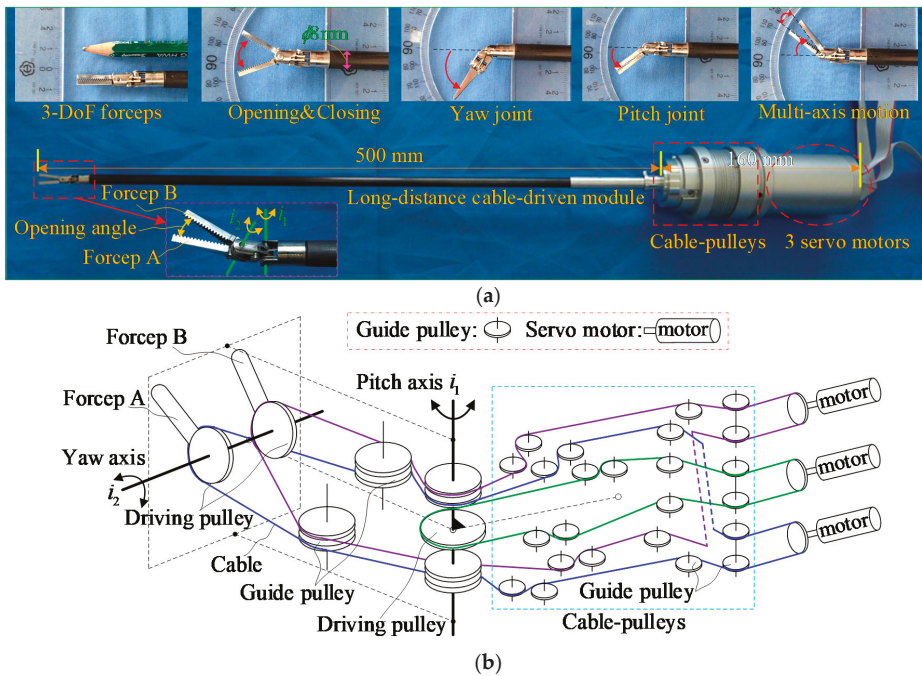 ϕ8mm
3-DoF forceps
Opening&Closing
Yaw joint
Pitch joint
Multi-axis motion
500 mm
160 mm
Forcep B
Long-distance cable-driven module
Opening angle
i2
i1
Forcep A
Cable-pulleys
3 servo motors
(a)
Forcep B
Guide pulley:
Servo motor:
motor
Forcep A
Pitch axis i1
motor
Yaw axis
i2
motor
Driving pulley
Cable
Guide pulley
Driving pulley
motor
Guide pulley
Cable-pulleys
(b)